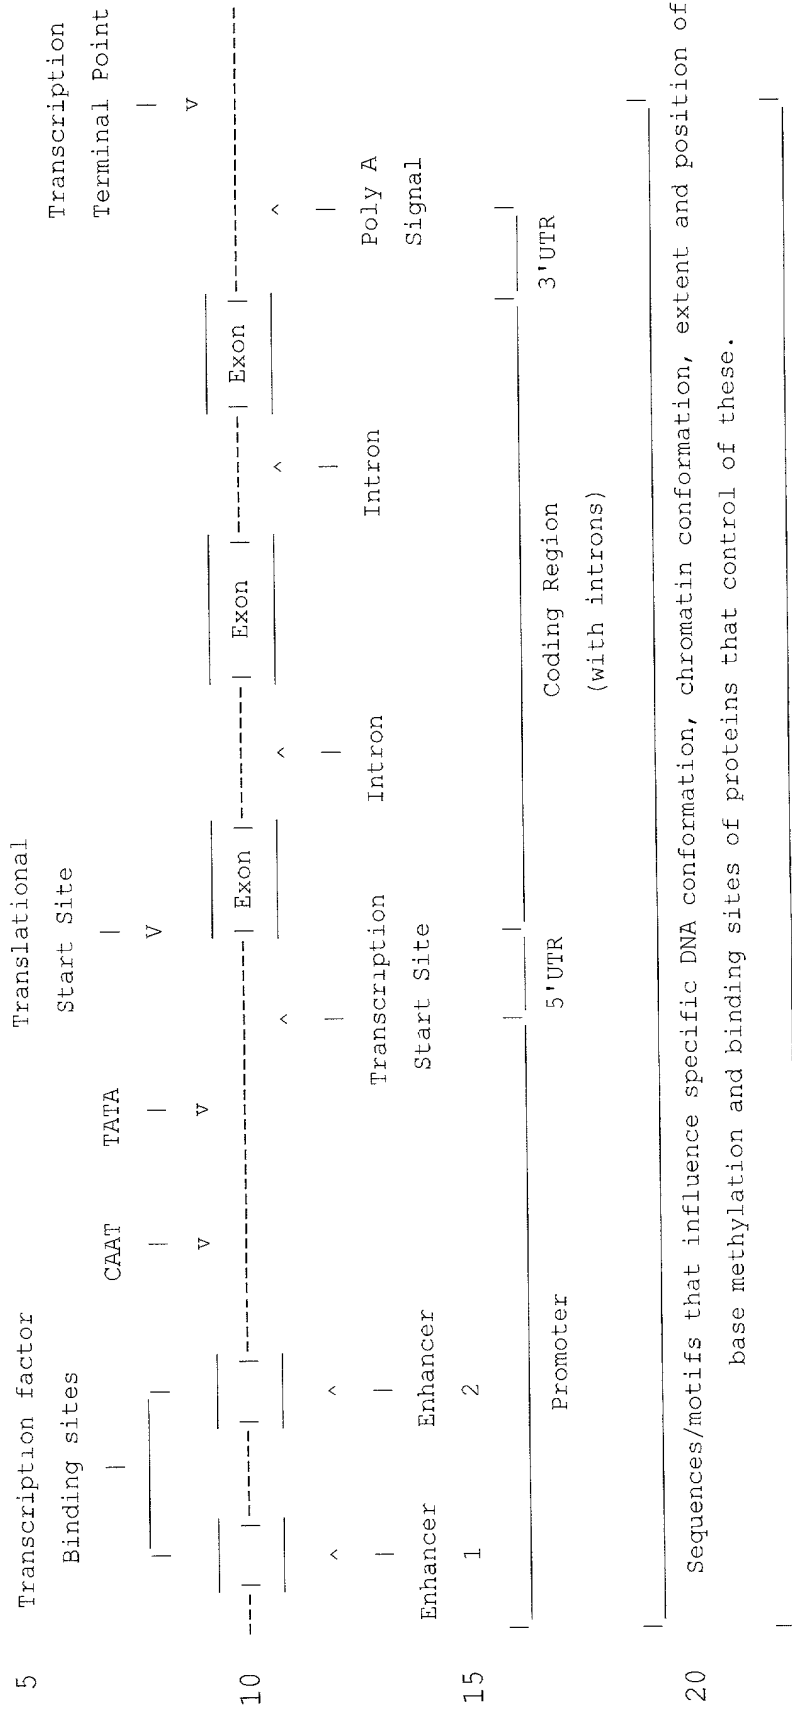 5
Transcription
Terminal Point
Translational
Start Site
Transcription factor
Binding sites
CAAT
TATA
10
Exon
Exon
Exon
Enhancer
1
Enhancer
2
Transcription
Start Site
Intron
Intron
Poly A
Signal
15
Promoter
5'UTR
Coding Region
(with introns)
3'UTR
20
Sequences/motifs that influence specific DNA conformation, chromatin conformation, extent and position of
base methylation and binding sites of proteins that control of these.